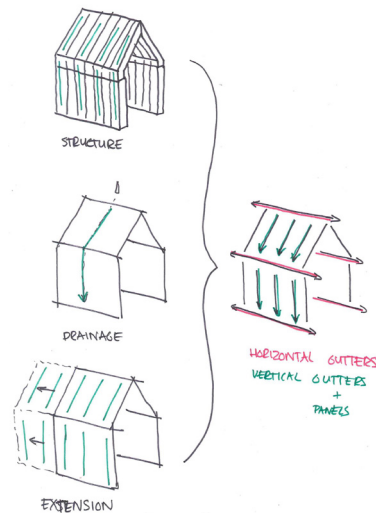 STRUCTURE
DRAINAGE
EXTENSION
HORIZONTAL GUTTERS
VERTICAL GUTTERS
+
PANELS